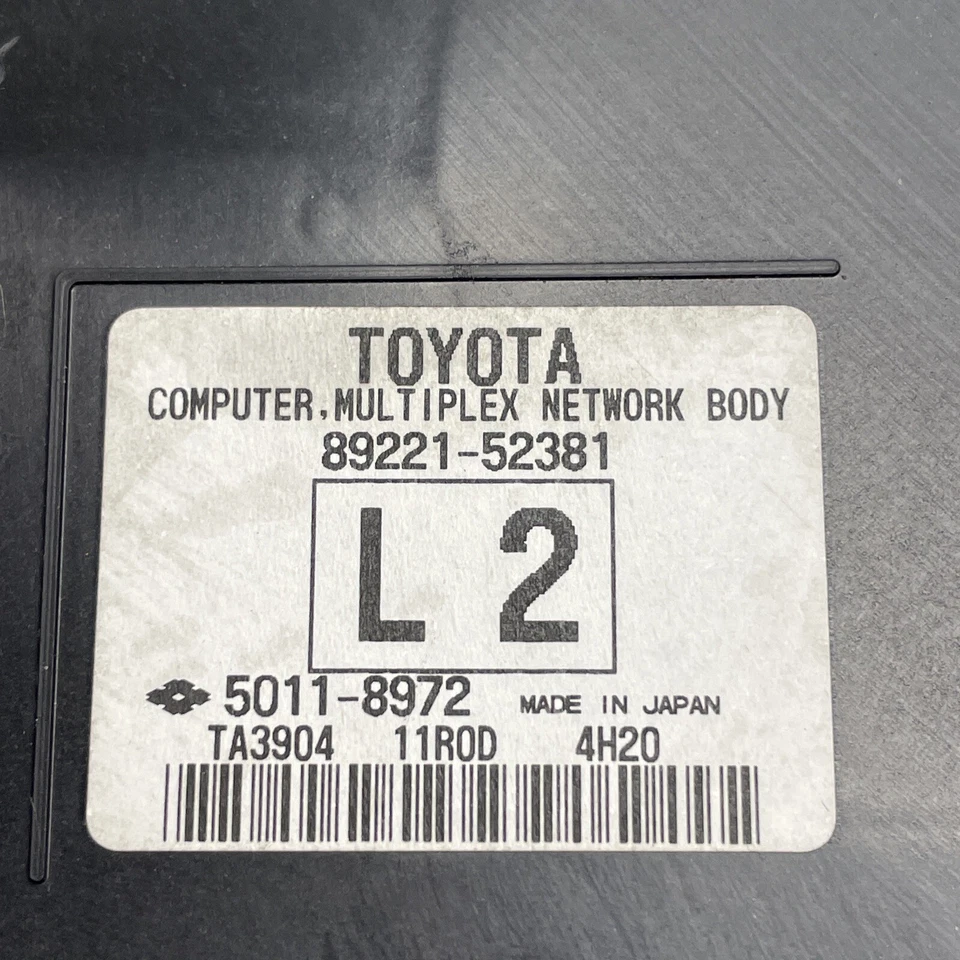 TOYOTA
COMPUTER,MULTIPLEX NETWORK BODY
89221-52381
L 2
5011-8972 MADE IN JAPAN
TA3904 11R0D 4H20